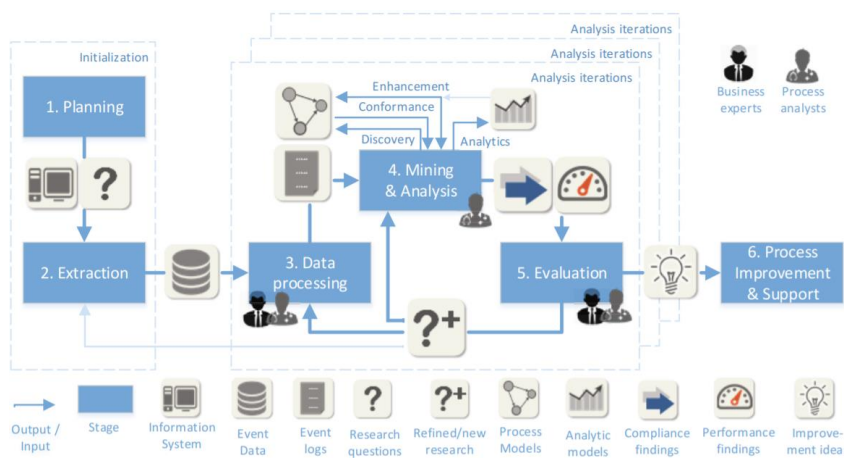 Analysis iterations
Analysis iterations
Analysis iterations
Initialization
Business
experts
Process
analysts
1. Planning
?
2. Extraction
Enhancement
Conformance
Discovery
Analytics
4. Mining
& Analysis
3. Data
processing
5. Evaluation
6. Process
Improvement
& Support
?+
Output /
Input
Stage
Information
System
Event
Data
Event
logs
?
Research
questions
?+
Refined/new
research
Process
Models
Analytic
models
Compliance
findings
Performance
findings
Improve-
ment idea